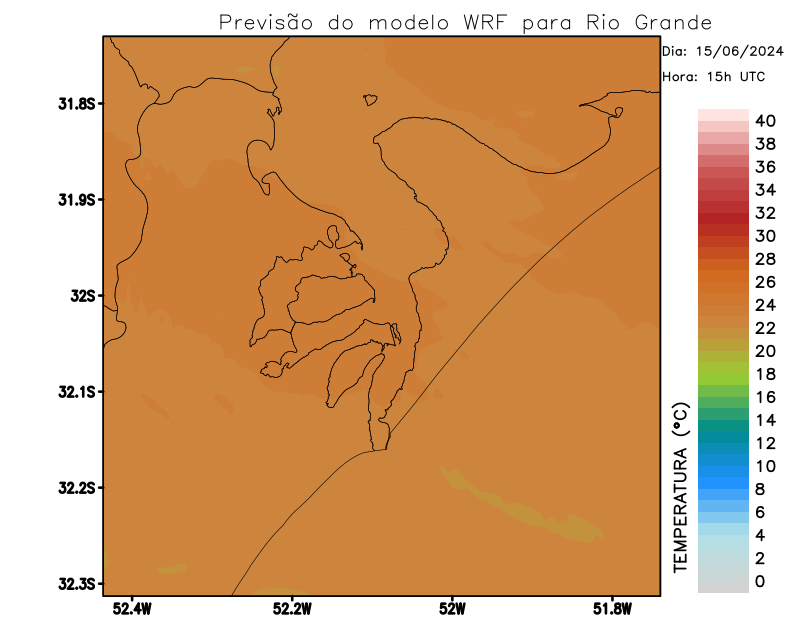 Previsão do modelo WRF para Rio Grande
Dia: 15/06/2024
Hora: 15h UTC
31.8S
31.9S
32S
32.1S
32.2S
32.3S
52.4W
52.2W
52W
51.8W
TEMPERATURA (°C)
40
38
36
34
32
30
28
26
24
22
20
18
16
14
12
10
8
6
4
2
0